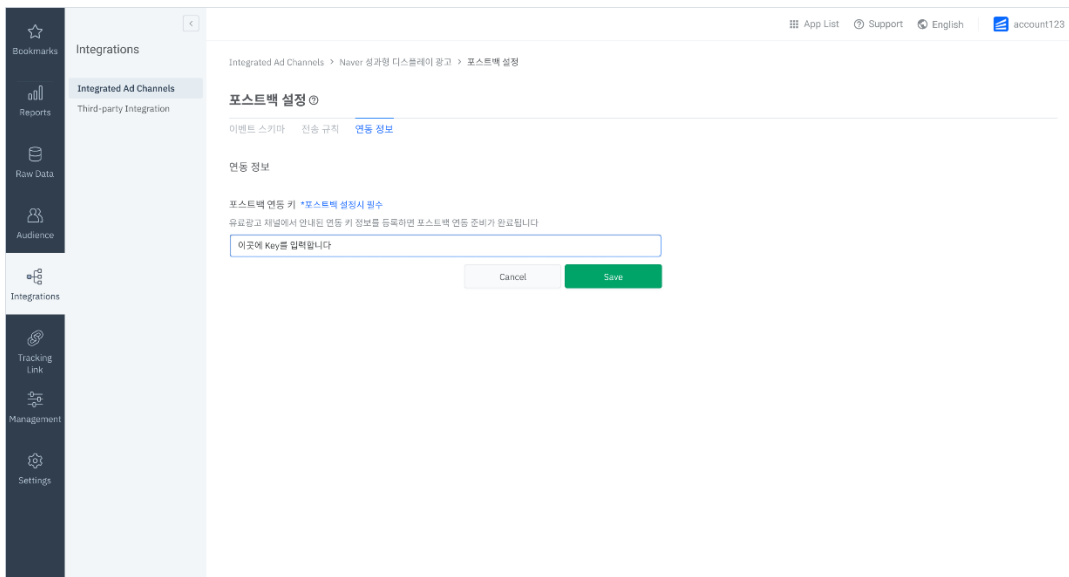 App List Support English account123
Bookmarks
Reports
Raw Data
Audience
Integrations
Tracking
Link
Management
Settings
Integrations
Integrated Ad Channels
Third-party Integration
Integrated Ad Channels > Naver 성과형 디스플레이 광고 > 포스트백 설정
포스트백 설정
이벤트 스키마 전송 규칙 연동 정보
연동 정보
포스트백 연동 키 *포스트백 설정시 필수
유료광고 채널에서 안내된 연동 키 정보를 등록하면 포스트백 연동 준비가 완료됩니다
이곳에 Key를 입력합니다
Cancel Save